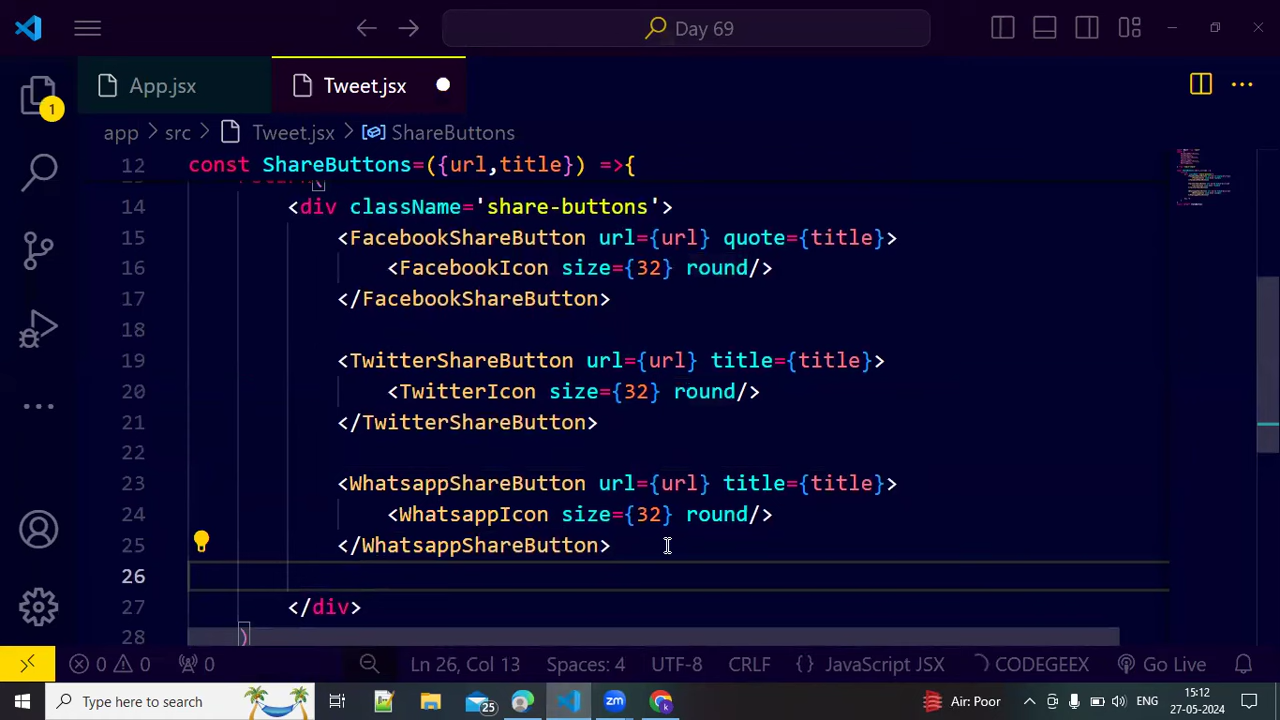 Day 69
App.jsx
Tweet.jsx
1
app > src > Tweet.jsx > ShareButtons
12 const ShareButtons=({url,title}) =>{
14 <div className='share-buttons'>
15 <FacebookShareButton url={url} quote={title}>
16 <FacebookIcon size={32} round/>
17 </FacebookShareButton>
18
19 <TwitterShareButton url={url} title={title}>
20 <TwitterIcon size={32} round/>
21 </TwitterShareButton>
22
23 <WhatsappShareButton url={url} title={title}>
24 <WhatsappIcon size={32} round/>
25 </WhatsappShareButton>
26
27 </div>
28 )
0 0 0 Ln 26, Col 13 Spaces: 4 UTF-8 CRLF {} JavaScript JSX CODEGEEX Go Live
Type here to search 25 Air: Poor ENG 15:12
27-05-2024